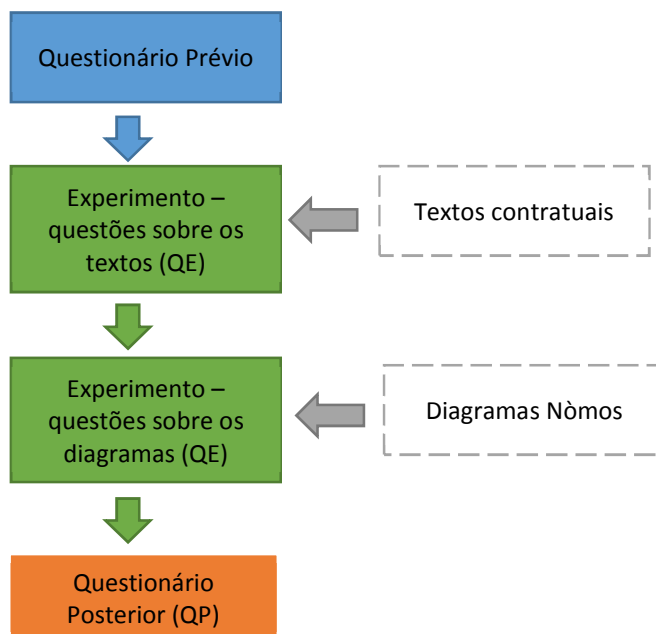 Questionário Prévio
Experimento –
questões sobre os
textos (QE)
Textos contratuais
Experimento –
questões sobre os
diagramas (QE)
Diagramas Nòmos
Questionário
Posterior (QP)